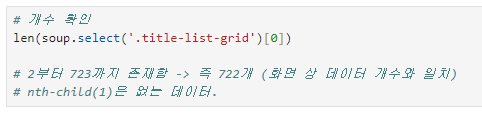 # 개수 확인
len(soup.select('.title-list-grid')[0])
# 2부터 723까지 존재함 -> 즉 722개 (화면 상 데이터 개수와 일치)
# nth-child(1)은 없는 데이터.